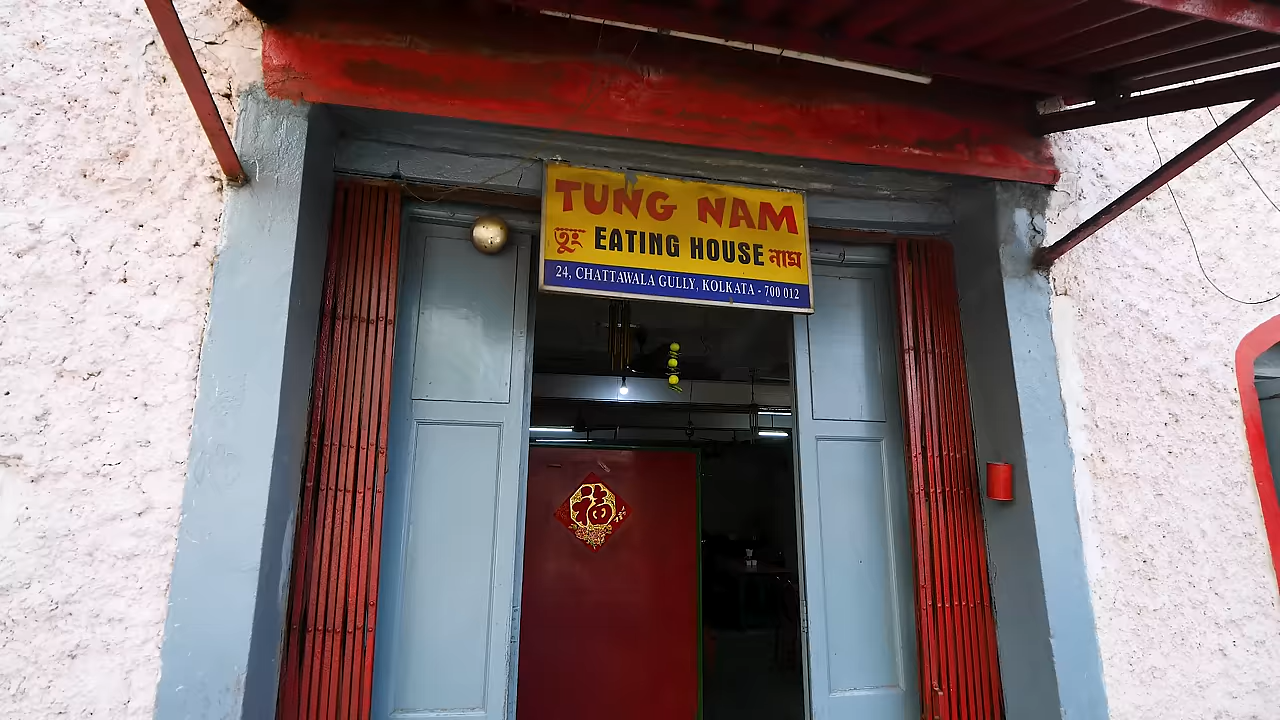 TUNG NAM
তুং EATING HOUSE নাম
24, CHATTAWALA GULLY, KOLKATA - 700 012
福